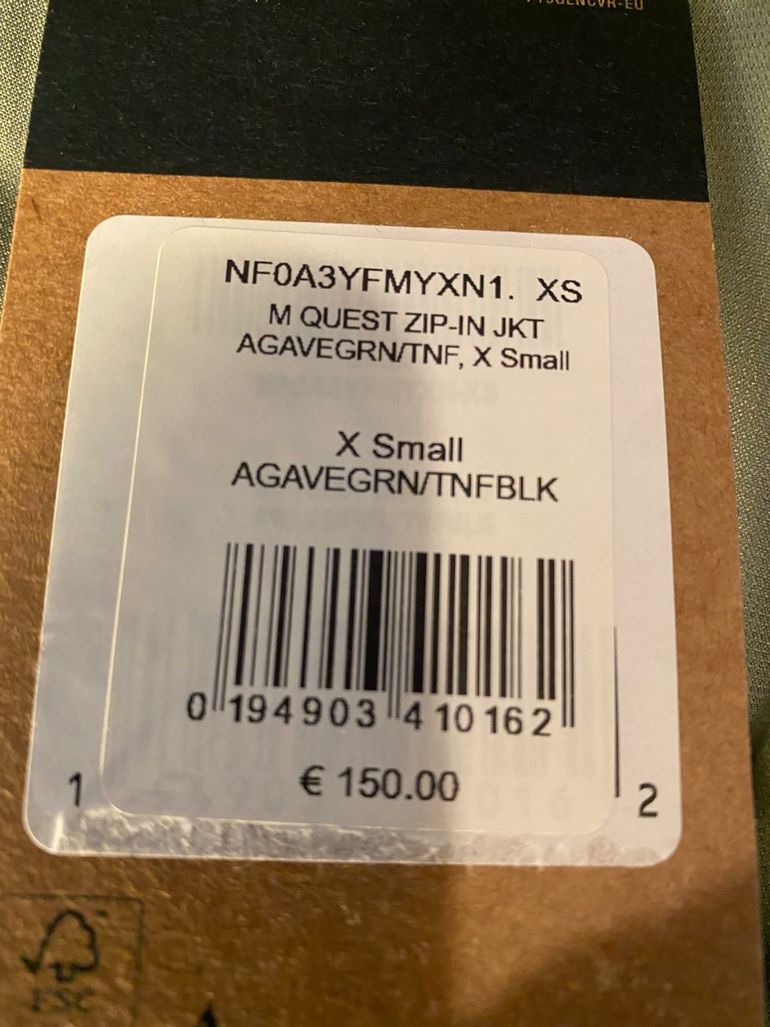 NF0A3YFMYXN1. XS
M QUEST ZIP-IN JKT
AGAVEGRN/TNF, X Small
X Small
AGAVEGRN/TNFBLK
0 194903 410162
€ 150.00
1 2
FSC